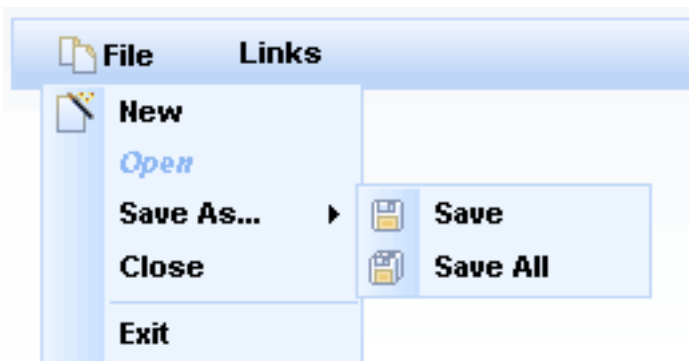 File Links
New
Open
Save As... Save
Close Save All
Exit